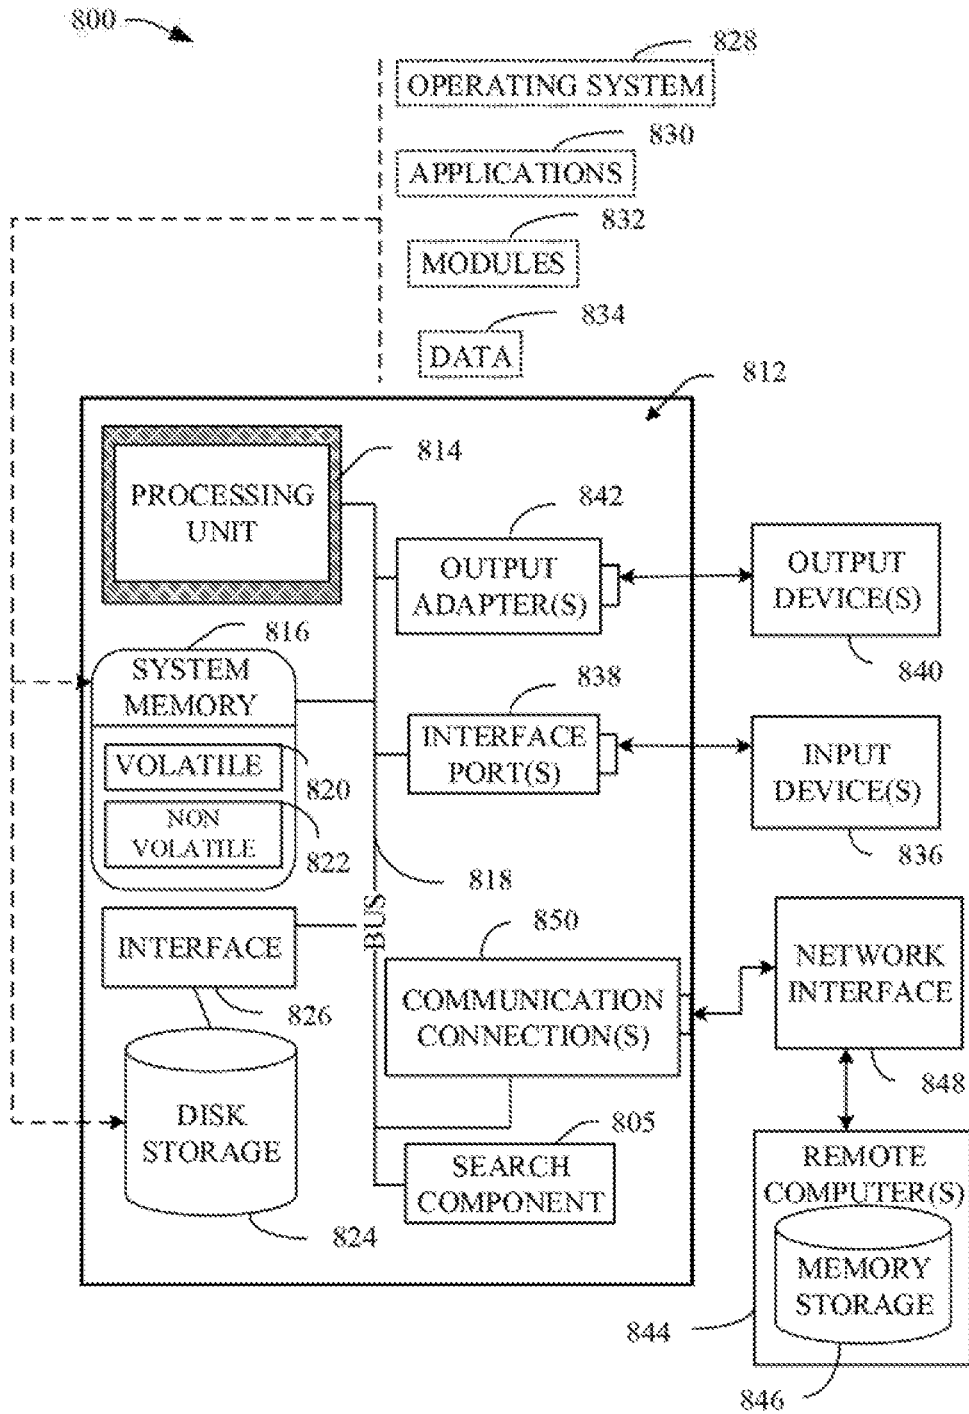 800
828
OPERATING SYSTEM
830
APPLICATIONS
832
MODULES
834
DATA
812
814
PROCESSING
UNIT
842
OUTPUT
ADAPTER(S)
OUTPUT
DEVICE(S)
840
816
SYSTEM
MEMORY
838
INTERFACE
PORT(S)
INPUT
DEVICE(S)
836
VOLATILE
820
NON
VOLATILE
822
818
BUS
INTERFACE
826
850
COMMUNICATION
CONNECTION(S)
NETWORK
INTERFACE
848
DISK
STORAGE
824
805
SEARCH
COMPONENT
REMOTE
COMPUTER(S)
MEMORY
STORAGE
844
846